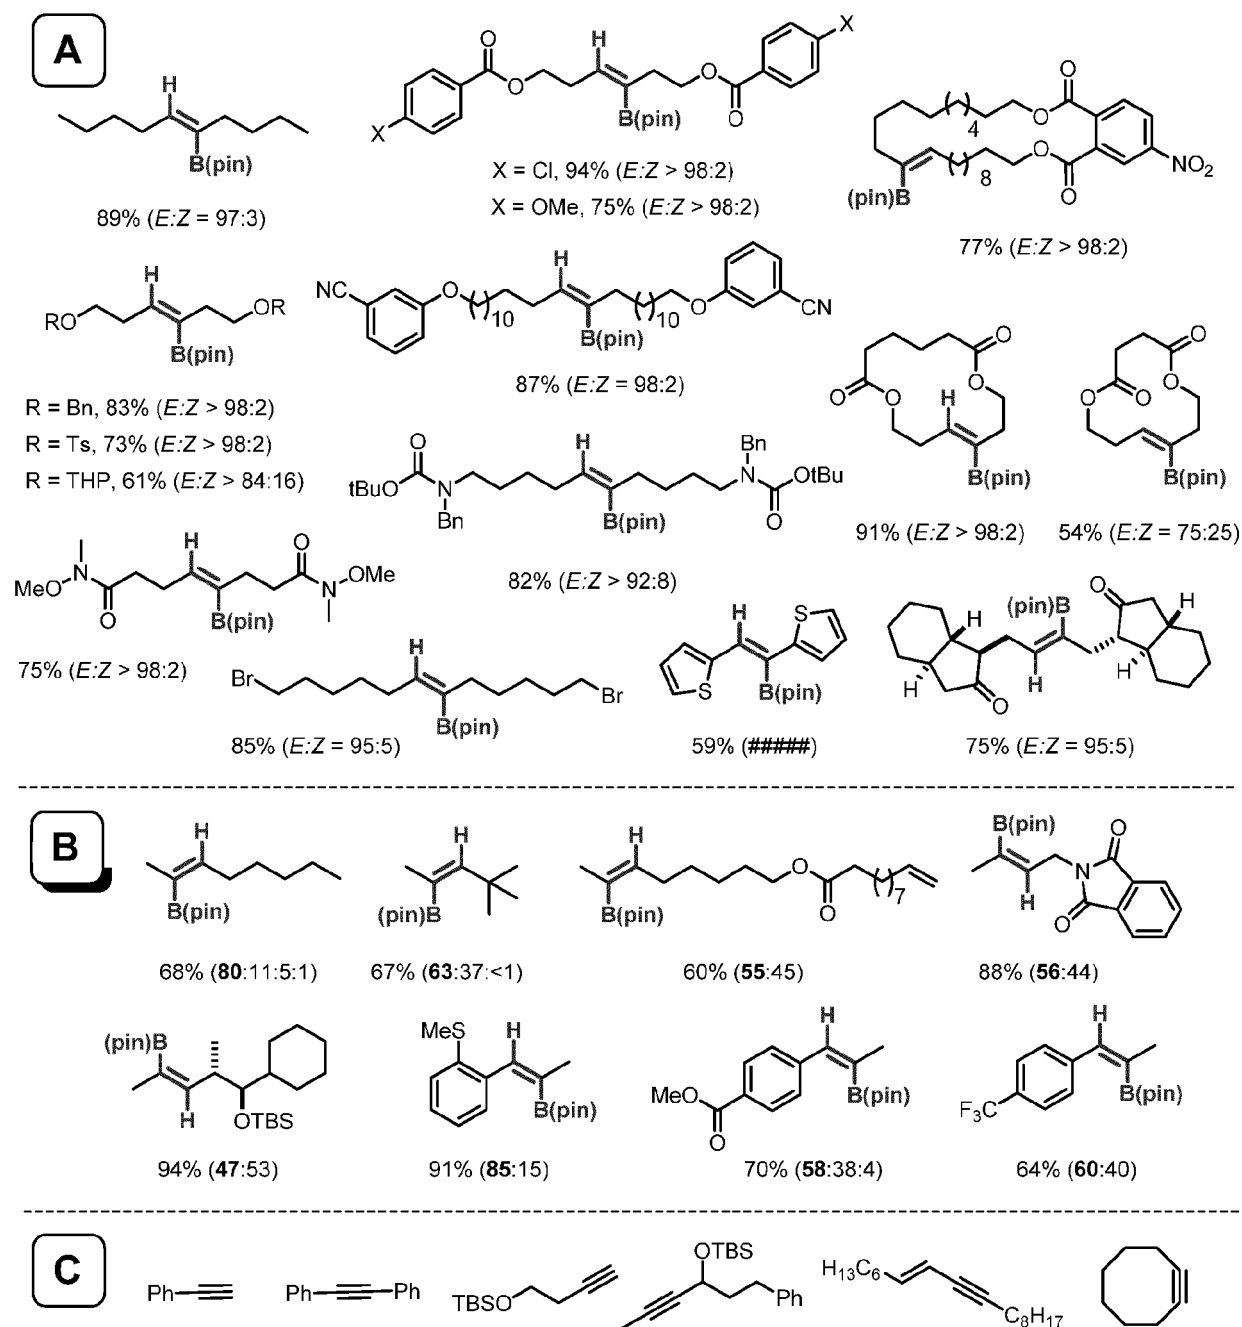 A
H
B(pin)
89% (E:Z = 97:3)
O
O
X
H
B(pin)
O
O
X
X = Cl, 94% (E:Z > 98:2)
X = OMe, 75% (E:Z > 98:2)
4
8
O
O
O
O
NO2
(pin)B
77% (E:Z > 98:2)
H
RO
OR
B(pin)
R = Bn, 83% (E:Z > 98:2)
R = Ts, 73% (E:Z > 98:2)
R = THP, 61% (E:Z > 84:16)
NC
O
10
H
B(pin)
10
O
CN
87% (E:Z = 98:2)
O
O
O
O
H
B(pin)
91% (E:Z > 98:2)
O
O
O
O
B(pin)
54% (E:Z = 75:25)
O
tBuO
N
Bn
H
B(pin)
Bn
N
OtBu
O
82% (E:Z > 92:8)
MeO
N
O
H
B(pin)
O
N
OMe
75% (E:Z > 98:2)
Br
H
B(pin)
Br
85% (E:Z = 95:5)
S
H
S
B(pin)
59% (#####)
H
H
O
(pin)B
H
O
H
H
75% (E:Z = 95:5)
B
H
B(pin)
68% (80:11:5:1)
H
(pin)B
67% (63:37:<1)
H
B(pin)
O
O
7
60% (55:45)
B(pin)
H
N
O
O
88% (56:44)
(pin)B
H
OTBS
94% (47:53)
MeS
H
B(pin)
91% (85:15)
MeO
O
H
B(pin)
70% (58:38:4)
F3C
H
B(pin)
64% (60:40)
C
Ph
Ph
Ph
TBSO
OTBS
Ph
H13C6
C8H17